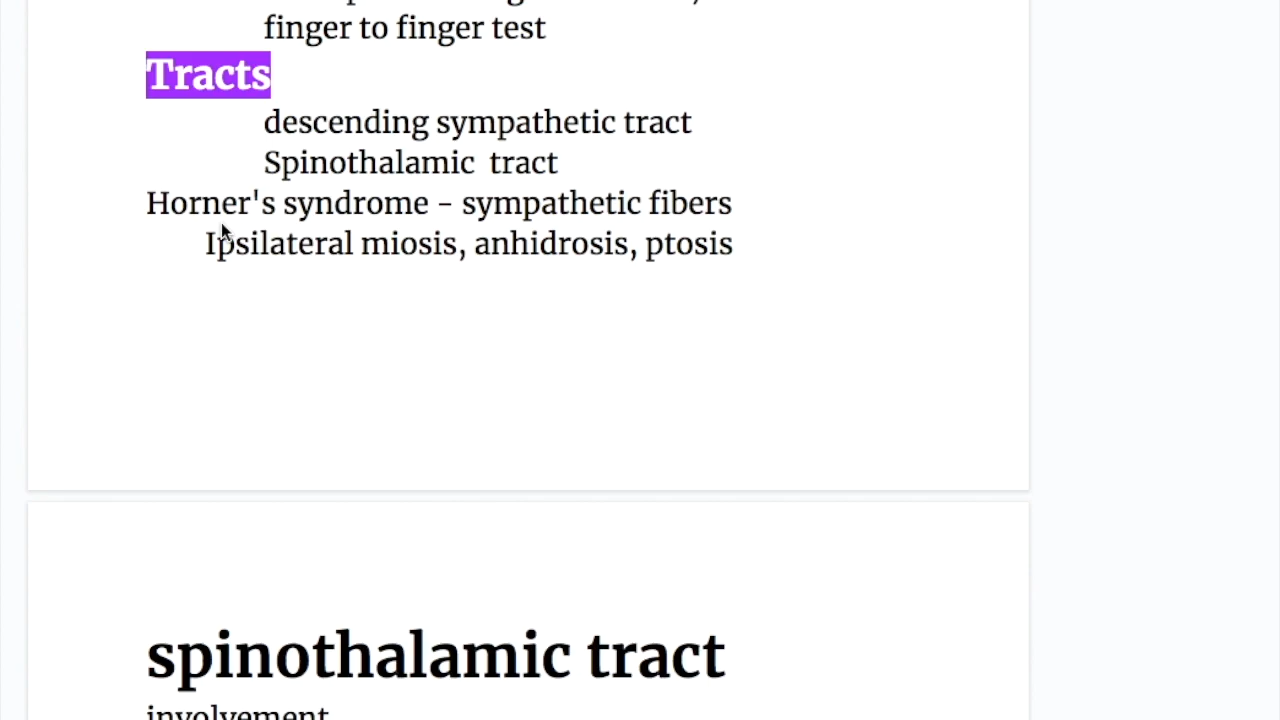 finger to finger test
Tracts
descending sympathetic tract
Spinothalamic  tract
Horner's syndrome - sympathetic fibers
Ipsilateral miosis, anhidrosis, ptosis
spinothalamic tract
involvement